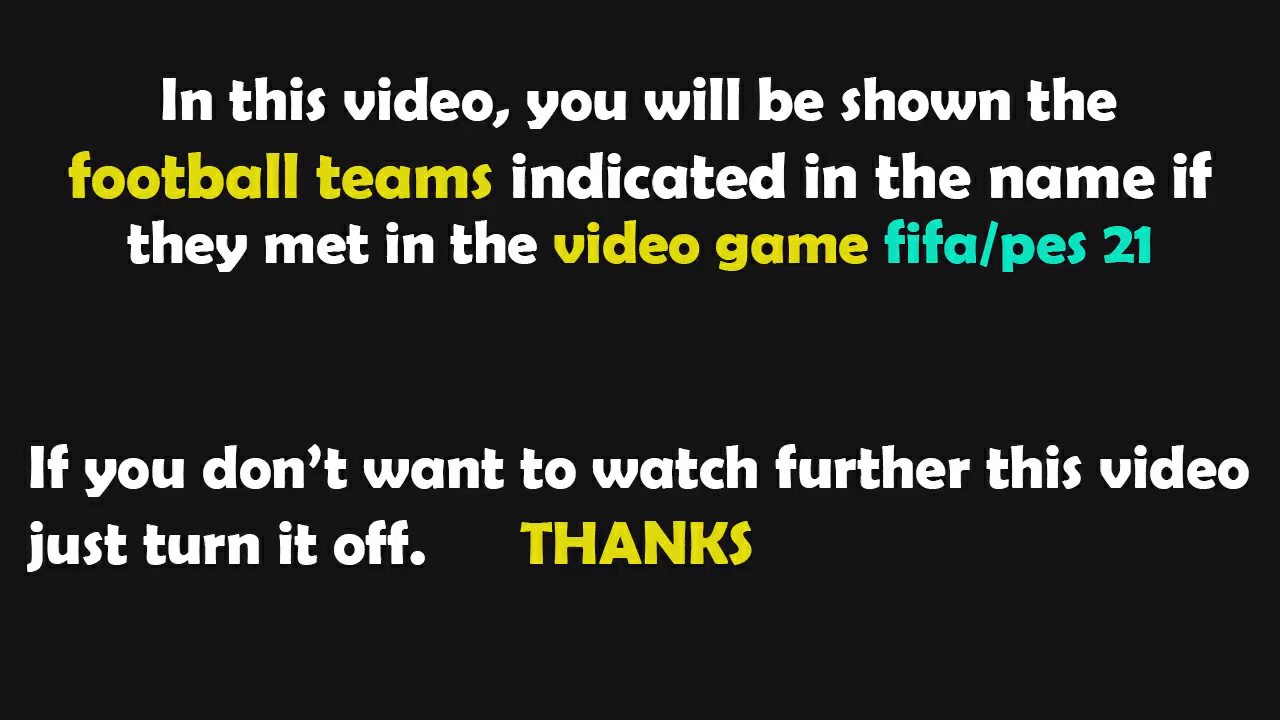 In this video, you will be shown the
football teams indicated in the name if
they met in the video game fifa/pes 21
If you don’t want to watch further this video
just turn it off. THANKS